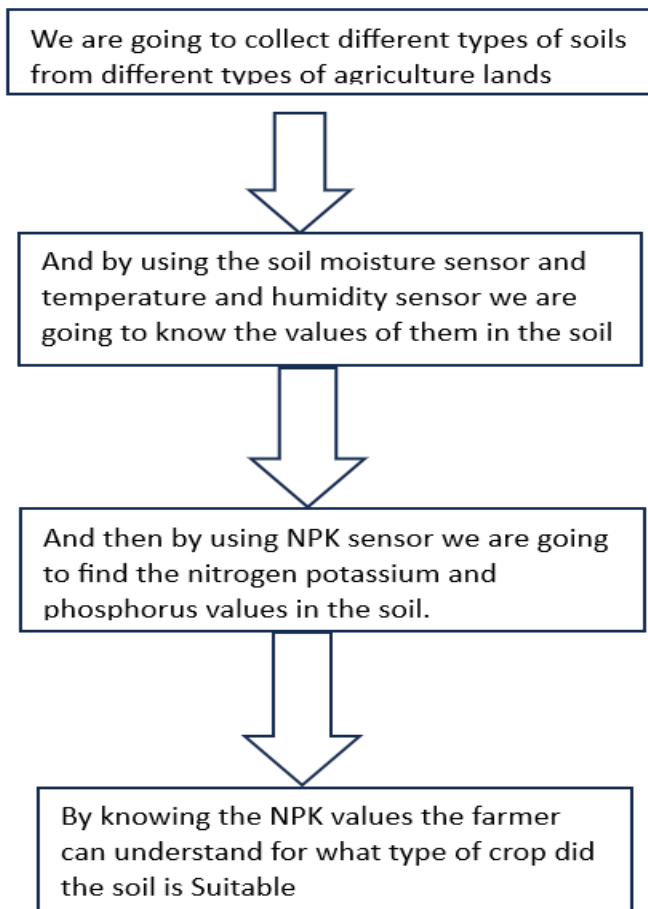 We are going to collect different types of soils
from different types of agriculture lands
And by using the soil moisture sensor and
temperature and humidity sensor we are
going to know the values of them in the soil
And then by using NPK sensor we are going
to find the nitrogen potassium and
phosphorus values in the soil.
By knowing the NPK values the farmer
can understand for what type of crop did
the soil is Suitable